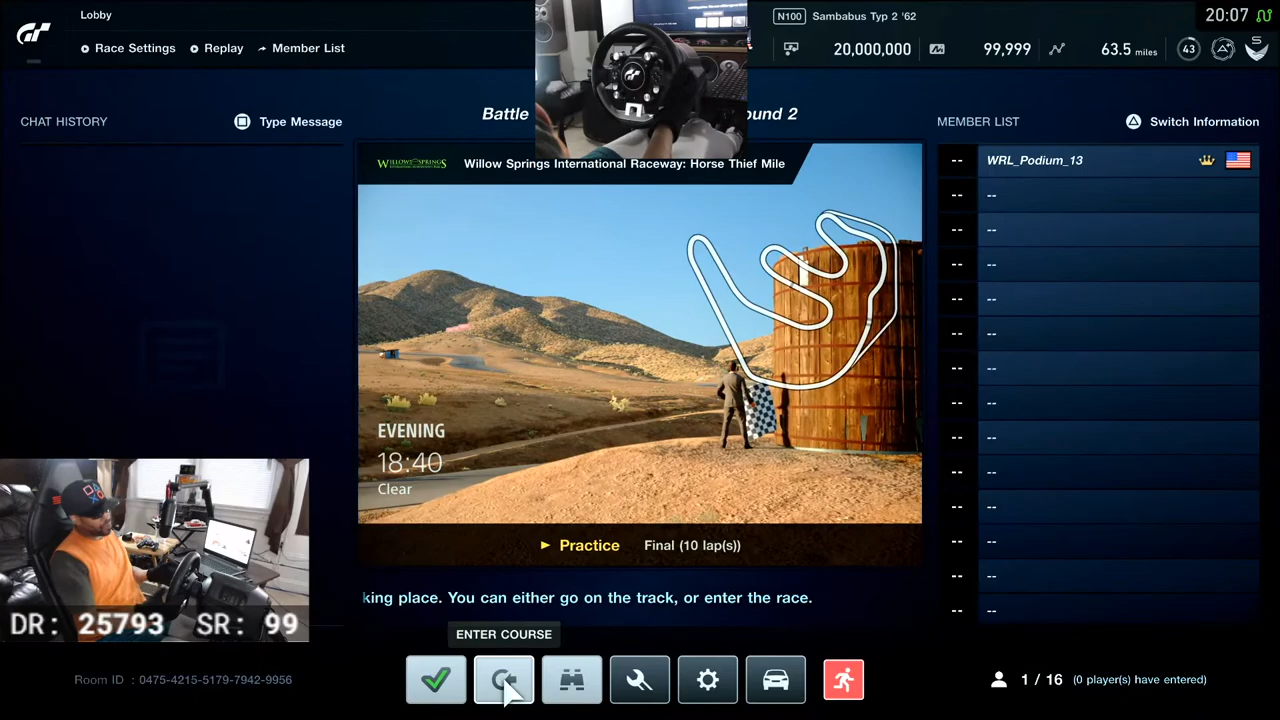 Lobby
Race Settings
Replay
Member List
N100
Sambabus Typ 2 '62
20,000,000
99,999
63.5 miles
43
S
20:07
CHAT HISTORY
Type Message
Battle
ound 2
MEMBER LIST
Switch Information
WILLOW SPRINGS
Willow Springs International Raceway: Horse Thief Mile
-- WRL_Podium_13
-- --
-- --
-- --
-- --
-- --
-- --
-- --
-- --
-- --
-- --
-- --
-- --
-- --
EVENING
18:40
Clear
Practice
Final (10 lap(s))
king place. You can either go on the track, or enter the race.
DR: 25793 SR: 99
ENTER COURSE
Room ID : 0475-4215-5179-7942-9956
1 / 16
(0 player(s) have entered)